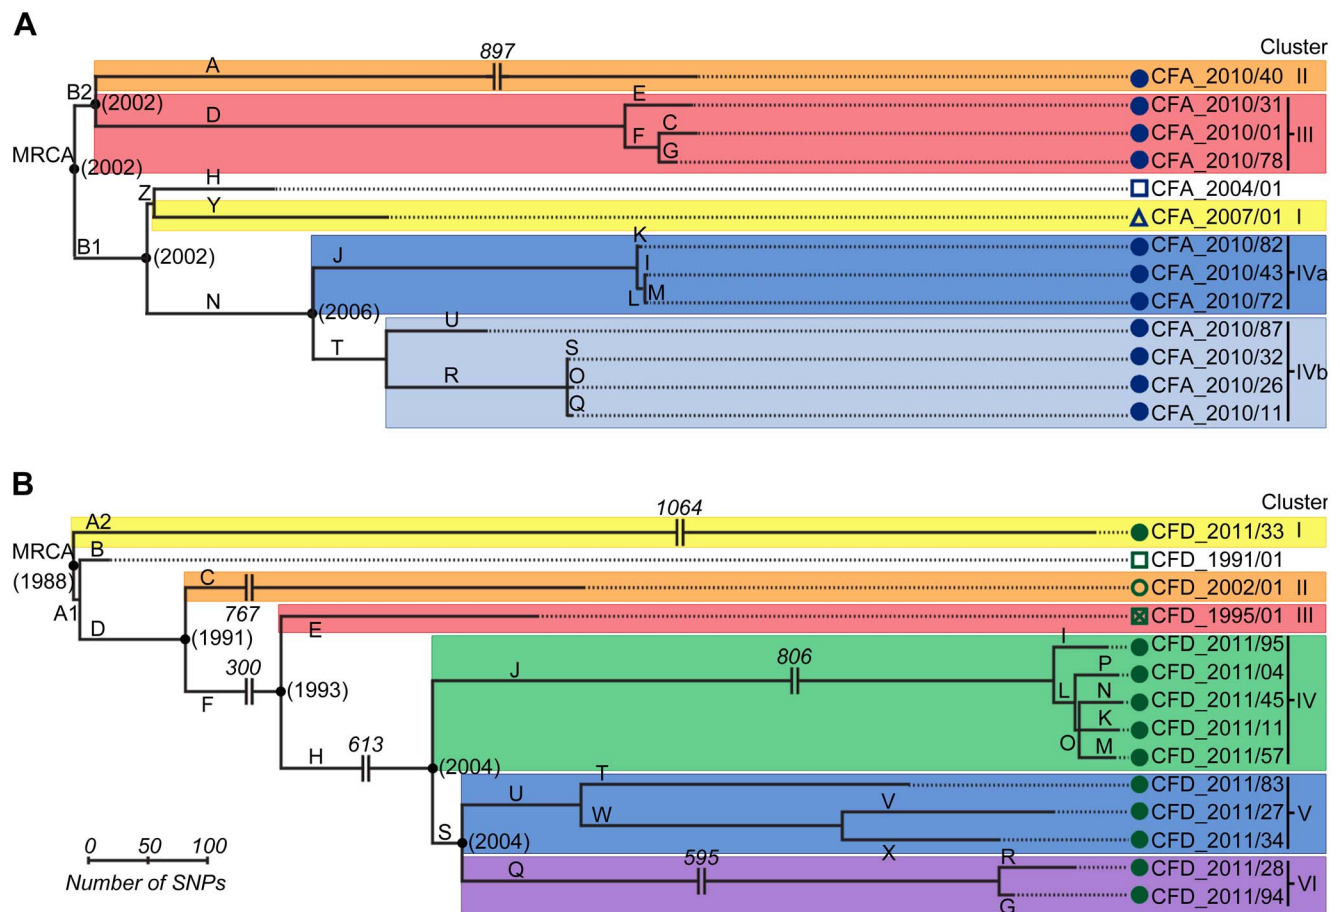 A
Cluster
897
A
CFA_2010/40 II
B2
(2002)
E
CFA_2010/31
D
C
CFA_2010/01
III
F
MRCA
G
CFA_2010/78
(2002)
H
CFA_2004/01
Z
Y
CFA_2007/01 I
B1
K
CFA_2010/82
(2002)
J
I
CFA_2010/43
IVa
L
M
CFA_2010/72
N
(2006)
U
CFA_2010/87
T
S
CFA_2010/32
R
O
CFA_2010/26
IVb
Q
CFA_2010/11
B
Cluster
1064
A2
CFD_2011/33 I
MRCA
B
CFD_1991/01
(1988)
C
CFD_2002/01 II
A1
767
D
E
CFD_1995/01 III
(1991)
I
CFD_2011/95
300
J
806
P
CFD_2011/04
F
(1993)
L
N
CFD_2011/45
IV
K
CFD_2011/11
H
613
O
M
CFD_2011/57
(2004)
T
CFD_2011/83
U
V
CFD_2011/27
V
W
S
(2004)
X
CFD_2011/34
0 50 100
Q
595
R
CFD_2011/28
VI
Number of SNPs
G
CFD_2011/94